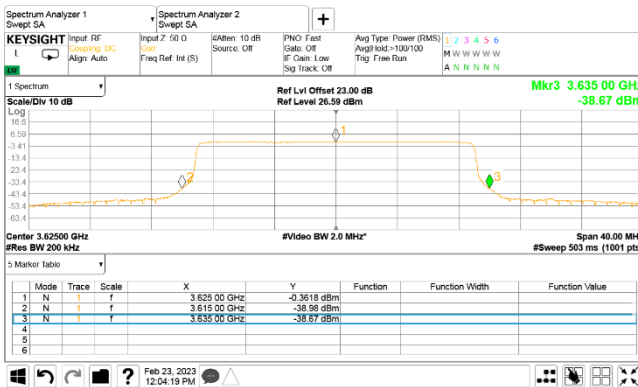 Spectrum Analyzer 1
Swept SA
Spectrum Analyzer 2
Swept SA
KEYSIGHT
L
Input: RF
Coupling: DC
Align: Auto
Input Z: 50 Ω
Corr
Freq Ref: Int (S)
#Atten: 10 dB
Source: Off
PNO: Fast
Gate: Off
IF Gain: Low
Sig Track: Off
Avg Type: Power (RMS)
Avg|Hold:>100/100
Trig: Free Run
1 2 3 4 5 6
M W W W W W
A N N N N N
1 Spectrum
Ref Lvl Offset 23.00 dB
Mkr3 3.635 00 GHz
Scale/Div 10 dB
Ref Level 26.59 dBm
-38.67 dBm
Log
16.6
6.59
-3.41
-13.4
-23.4
-33.4
-43.4
-53.4
-63.4
1
2
3
Center 3.62500 GHz
#Video BW 2.0 MHz*
Span 40.00 MH
#Res BW 200 kHz
#Sweep 503 ms (1001 pts
5 Marker Table
Mode Trace Scale X Y Function Function Width Function Value
1 N 1 f 3.625 00 GHz -0.3618 dBm
2 N 1 f 3.615 00 GHz -38.98 dBm
3 N 1 f 3.635 00 GHz -38.67 dBm
4
5
6
?
Feb 23, 2023
12:04:19 PM